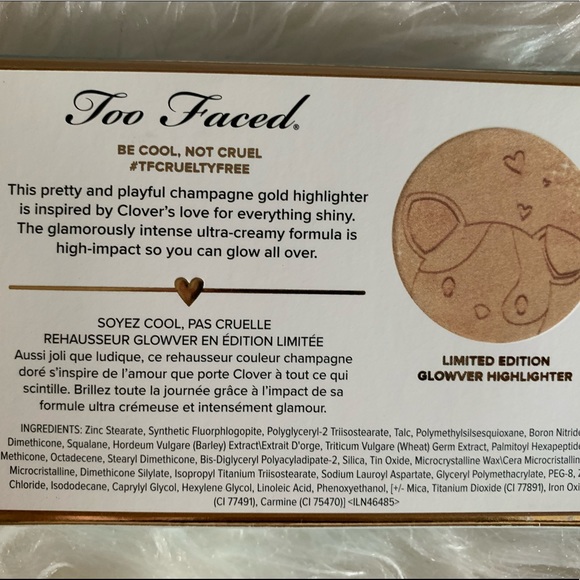 Too Faced®
BE COOL, NOT CRUEL
#TFCRUELTYFREE
This pretty and playful champagne gold highlighter
is inspired by Clover's love for everything shiny.
The glamorously intense ultra-creamy formula is
high-impact so you can glow all over.
SOYEZ COOL, PAS CRUELLE
REHAUSSEUR GLOWVER EN ÉDITION LIMITÉE
Aussi joli que ludique, ce rehausseur couleur champagne
doré s'inspire de l'amour que porte Clover à tout ce qui
scintille. Brillez toute la journée grâce à l'impact de sa
formule ultra crémeuse et intensément glamour.
LIMITED EDITION
GLOWVER HIGHLIGHTER
INGREDIENTS: Zinc Stearate, Synthetic Fluorphlogopite, Polyglyceryl-2 Triisostearate, Talc, Polymethylsilsesquioxane, Boron Nitride
Dimethicone, Squalane, Hordeum Vulgare (Barley) Extract\Extrait D'orge, Triticum Vulgare (Wheat) Germ Extract, Palmitoyl Hexapeptide
Methicone, Octadecene, Stearyl Dimethicone, Bis-Diglyceryl Polyacyladipate-2, Silica, Tin Oxide, Microcrystalline Wax\Cera Microcristallin
Microcristalline, Dimethicone Silylate, Isopropyl Titanium Triisostearate, Sodium Lauroyl Aspartate, Glyceryl Polymethacrylate, PEG-8,
Chloride, Isododecane, Caprylyl Glycol, Hexylene Glycol, Linoleic Acid, Phenoxyethanol, [+/- Mica, Titanium Dioxide (CI 77891), Iron Oxi
(CI 77491), Carmine (CI 75470)] <ILN46485>